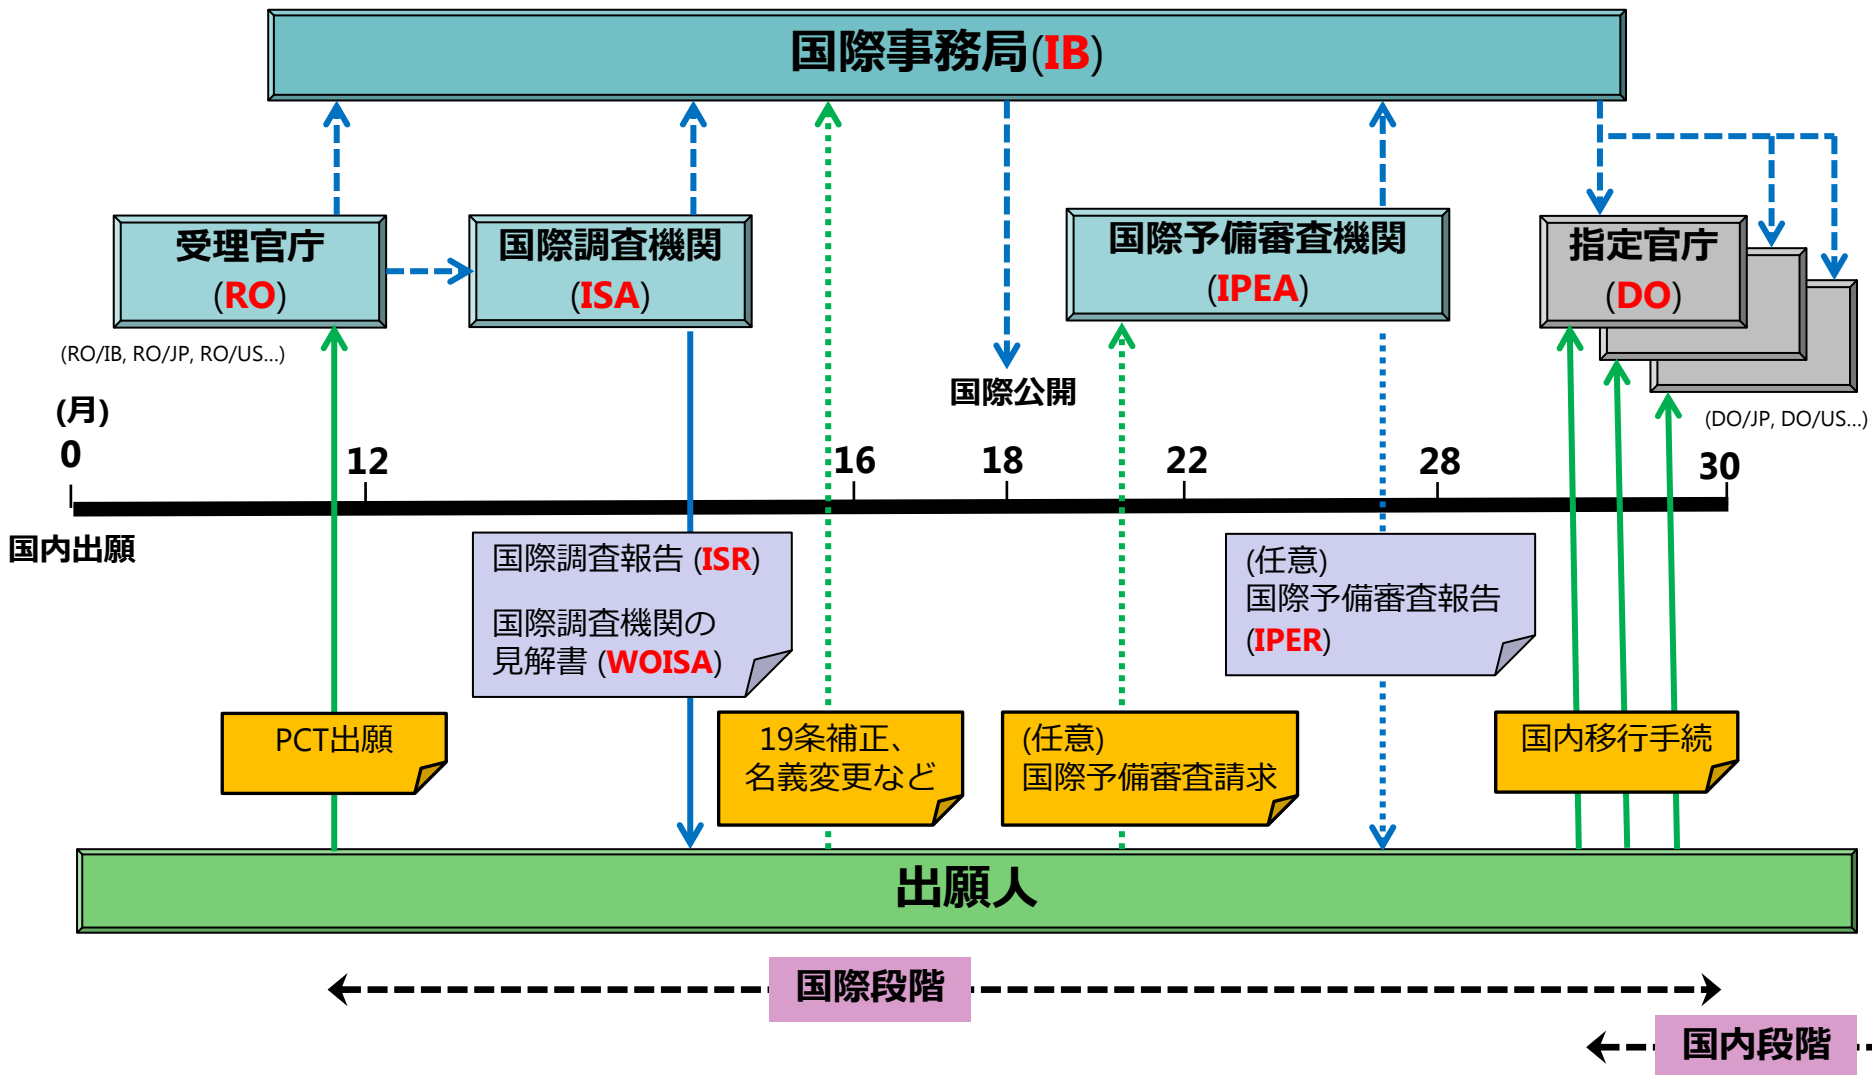 国際事務局(IB)
受理官庁
(RO)
国際調査機関
(ISA)
国際予備審査機関
(IPEA)
指定官庁
(DO)
(RO/IB, RO/JP, RO/US…)
国際公開
(DO/JP, DO/US…)
(月)
0
12
16
18
22
28
30
国内出願
国際調査報告 (ISR)
国際調査機関の
見解書 (WOISA)
(任意)
国際予備審査報告
(IPER)
PCT出願
19条補正、
名義変更など
(任意)
国際予備審査請求
国内移行手続
出願人
国際段階
国内段階